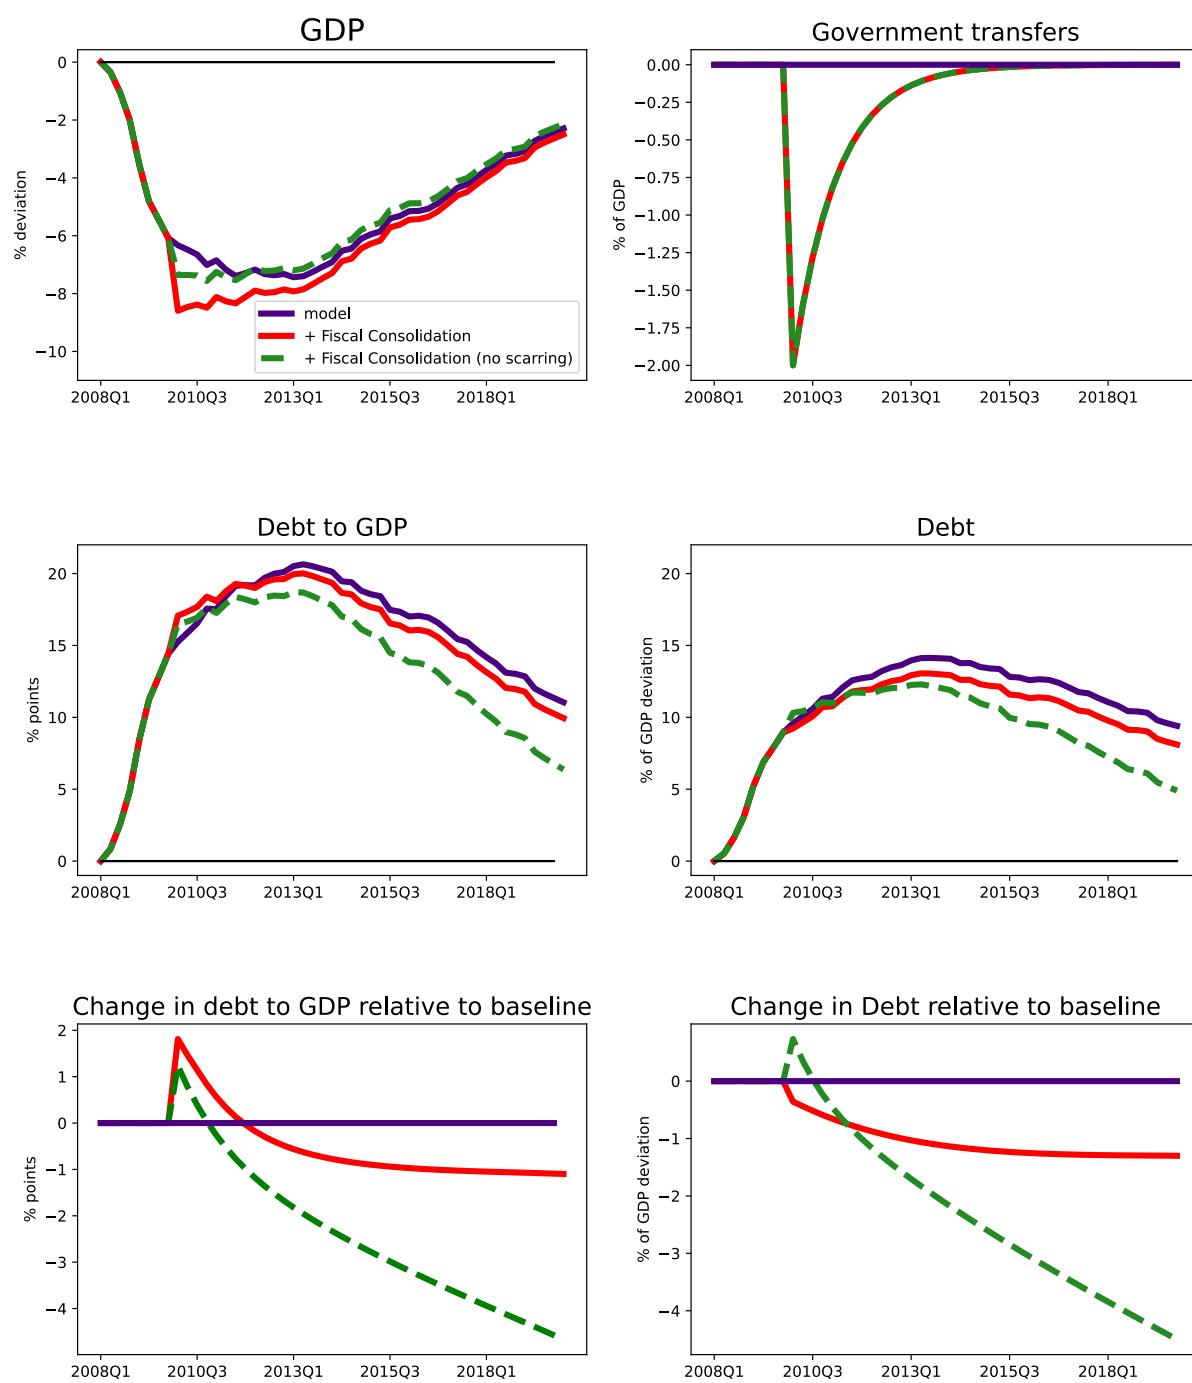 GDP
% deviation
0
−2
−4
−6
−8
−10
model
+ Fiscal Consolidation
+ Fiscal Consolidation (no scarring)
2008Q1 2010Q3 2013Q1 2015Q3 2018Q1
Government transfers
% of GDP
0.00
−0.25
−0.50
−0.75
−1.00
−1.25
−1.50
−1.75
−2.00
2008Q1 2010Q3 2013Q1 2015Q3 2018Q1
Debt to GDP
% points
20
15
10
5
0
2008Q1 2010Q3 2013Q1 2015Q3 2018Q1
Debt
% of GDP deviation
20
15
10
5
0
2008Q1 2010Q3 2013Q1 2015Q3 2018Q1
Change in debt to GDP relative to baseline
% points
2
1
0
−1
−2
−3
−4
2008Q1 2010Q3 2013Q1 2015Q3 2018Q1
Change in Debt relative to baseline
% of GDP deviation
0
−1
−2
−3
−4
2008Q1 2010Q3 2013Q1 2015Q3 2018Q1